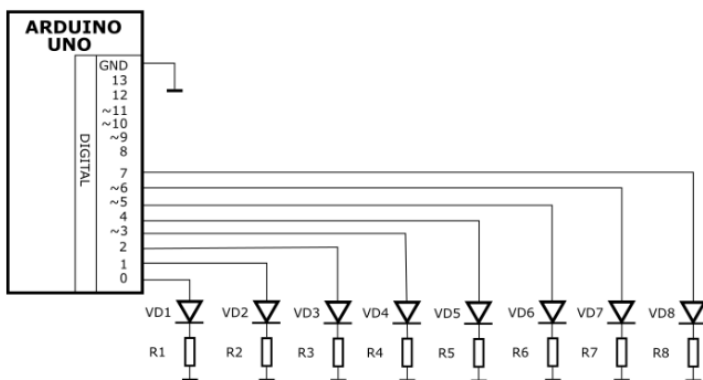 ARDUINO
UNO
DIGITAL
GND
13
12
~11
~10
~9
8
7
~6
~5
4
~3
2
1
0
VD1 VD2 VD3 VD4 VD5 VD6 VD7 VD8
R1 R2 R3 R4 R5 R6 R7 R8